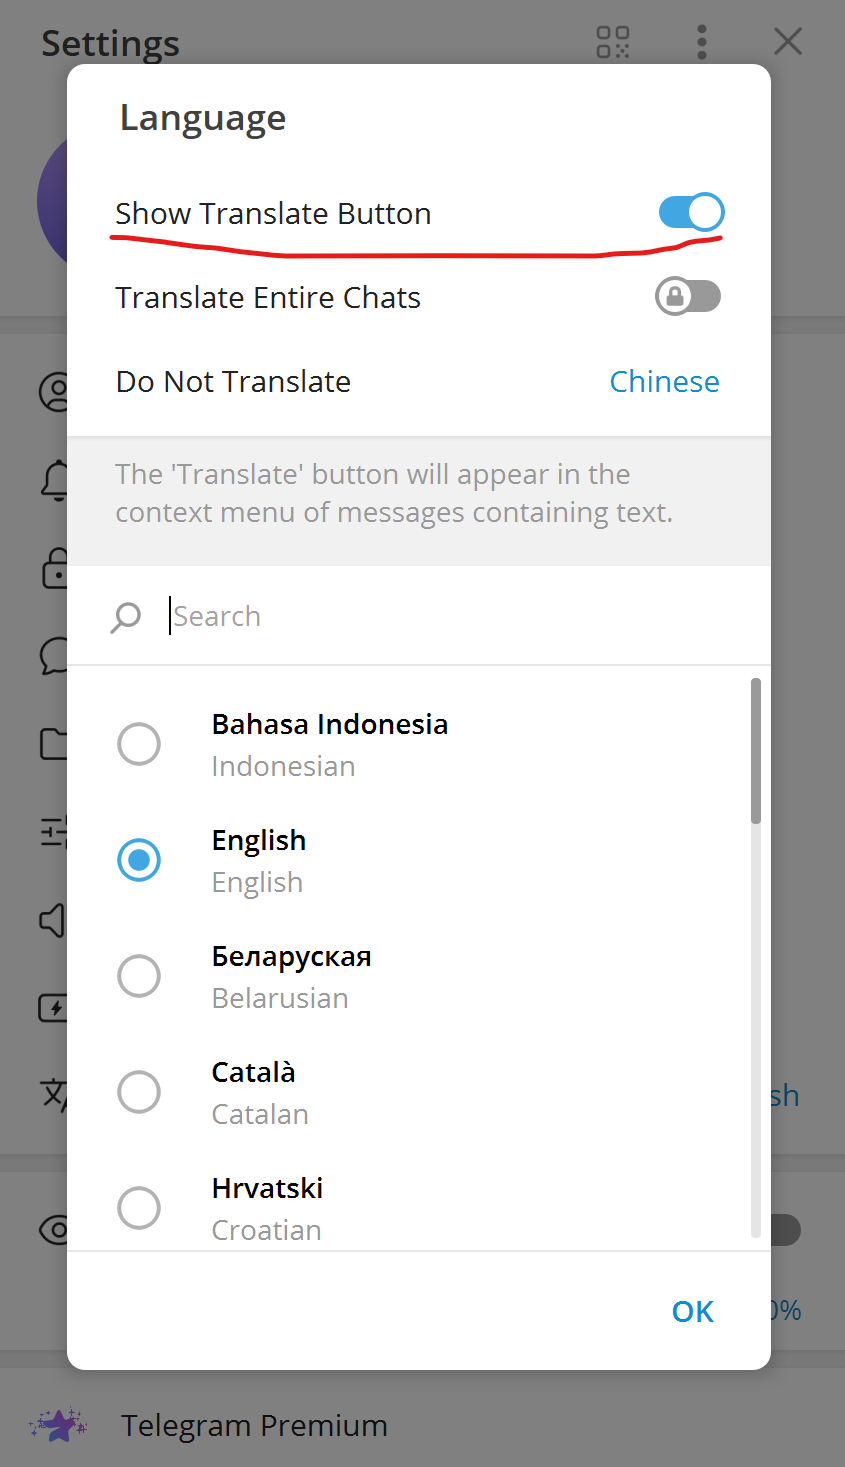 Settings
Language
Show Translate Button
Translate Entire Chats
Do Not Translate
Chinese
The 'Translate' button will appear in the
context menu of messages containing text.
Search
Bahasa Indonesia
Indonesian
English
English
Беларуская
Belarusian
Català
Catalan
Hrvatski
Croatian
OK
Telegram Premium